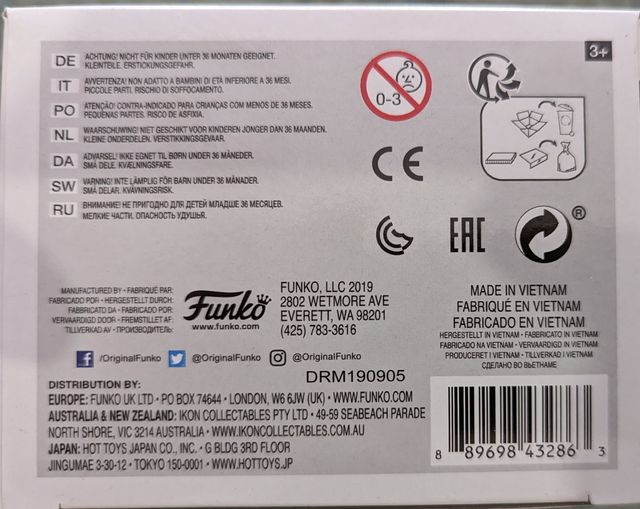 DE ACHTUNG! NICHT FÜR KINDER UNTER 36 MONATEN GEEIGNET.
KLEINTEILE. ERSTICKUNGSGEFAHR.
IT AVVERTENZA! NON ADATTO A BAMBINI DI ETÀ INFERIORE A 36 MESI.
PICCOLE PARTI. RISCHIO DI SOFFOCAMENTO.
PO ATENÇÃO! CONTRA-INDICADO PARA CRIANÇAS COM MENOS DE 36 MESES.
PEQUENAS PARTES. RISCO DE ASFIXIA.
NL WAARSCHUWING! NIET GESCHIKT VOOR KINDEREN JONGER DAN 36 MAANDEN.
KLEINE ONDERDELEN. VERSTIKKINGSGEVAAR.
DA ADVARSEL! IKKE EGNET TIL BØRN UNDER 36 MÅNEDER.
SMÅ DELE. KVÆLNINGSFARE.
SW VARNING! INTE LÄMPLIG FÖR BARN UNDER 36 MÅNADER.
SMÅ DELAR. KVÄVNINGSRISK.
RU ВНИМАНИЕ! НЕ ПРИГОДНО ДЛЯ ДЕТЕЙ МЛАДШЕ 36 МЕСЯЦЕВ.
МЕЛКИЕ ЧАСТИ. ОПАСНОСТЬ УДУШЬЯ.
0-3
3+
CE
EAC
®
MANUFACTURED BY • FABRIQUÉ PAR:
FABRICADO POR • HERGESTELLT DURCH:
FABBRICATO DA • FABRICADO POR:
VERVAARDIGD DOOR • FREMSTILLET AF:
TILLVERKAD AV • ПРОИЗВОДИТЕЛЬ:
Funko
www.funko.com
FUNKO, LLC 2019
2802 WETMORE AVE
EVERETT, WA 98201
(425) 783-3616
MADE IN VIETNAM
FABRIQUÉ EN VIETNAM
FABRICADO EN VIETNAM
HERGESTELLT IN VIETNAM • FABBRICATO IN VIETNAM
FABRICADO NA VIETNAM • VERVAARDIGD IN VIETNAM
PRODUCERET I VIETNAM • TILLVERKAD I VIETNAM
СДЕЛАНО ВО ВЬЕТНАМЕ
f /OriginalFunko @OriginalFunko @OriginalFunko
DRM190905
DISTRIBUTION BY:
EUROPE: FUNKO UK LTD • PO BOX 74644 • LONDON, W6 6JW (UK) • WWW.FUNKO.COM
AUSTRALIA & NEW ZEALAND: IKON COLLECTABLES PTY LTD • 49-59 SEABEACH PARADE
NORTH SHORE, VIC 3214 AUSTRALIA • WWW.IKONCOLLECTABLES.COM.AU
JAPAN: HOT TOYS JAPAN CO., INC. • G BLDG 3RD FLOOR
JINGUMAE 3-30-12 • TOKYO 150-0001 • WWW.HOTTOYS.JP
8 89698 43286 3